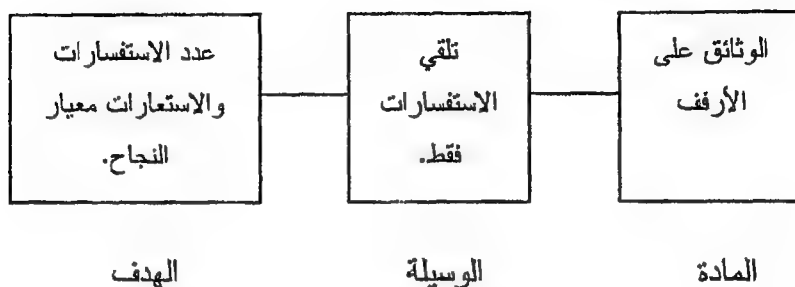 الوثائق على
الأرفف
تلقي
الاستفسارات
فقط.
عدد الاستفسارات
والاستعارات معيار
النجاح.
المادة
الوسيلة
الهدف